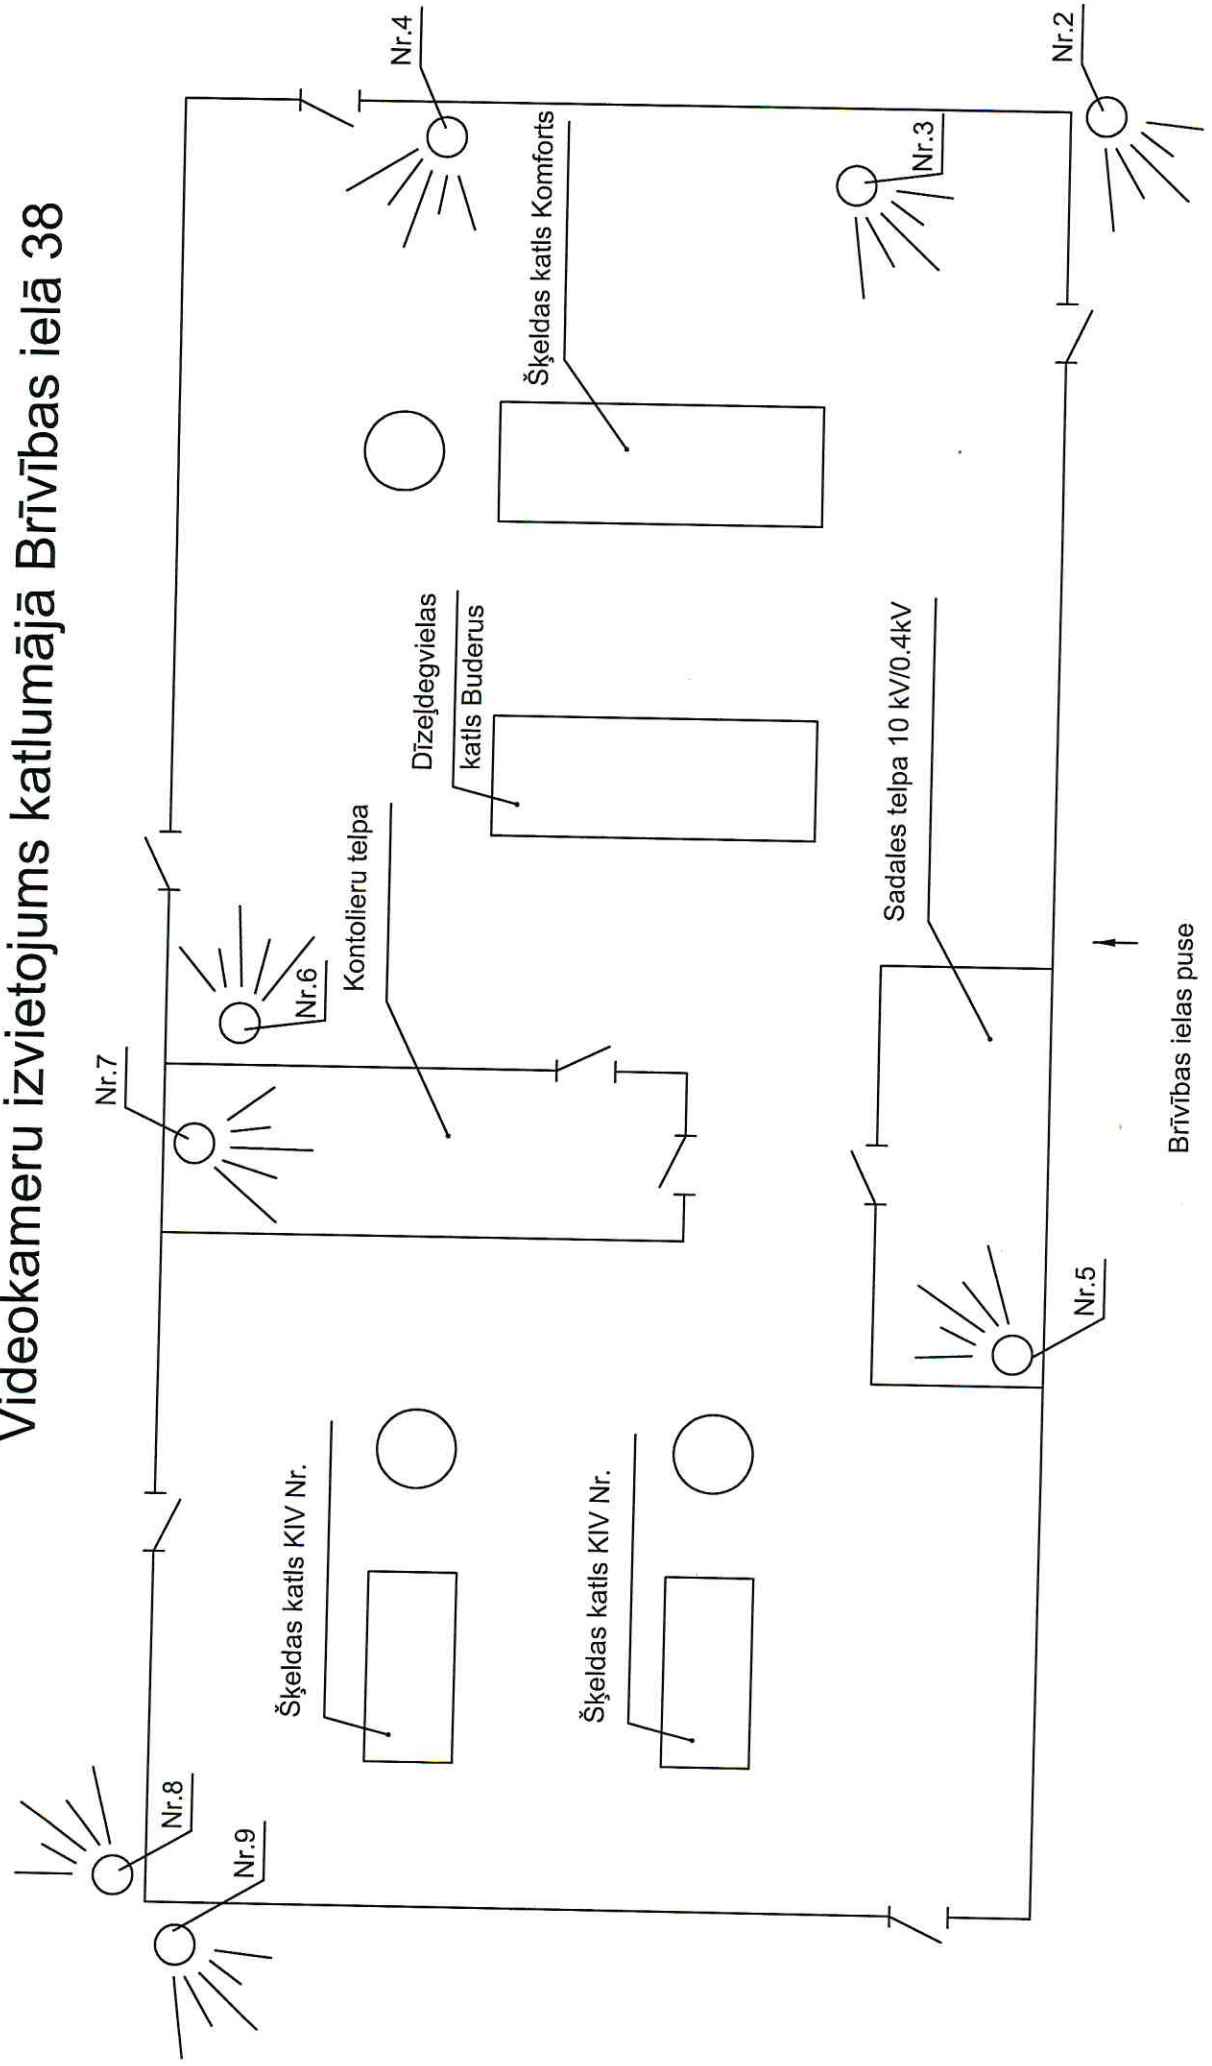 Videokameru izvietojums katlumājā Brīvības ielā 38
Nr.4
Nr.2
Nr.3
Šķeldas katls Komforts
Dīzeļdegvielas
katls Buderus
Kontolieru telpa
Sadales telpa 10 kV/0.4kV
Nr.6
Nr.7
Brīvības ielas puse
Nr.5
Šķeldas katls KIV Nr.
Šķeldas katls KIV Nr.
Nr.8
Nr.9